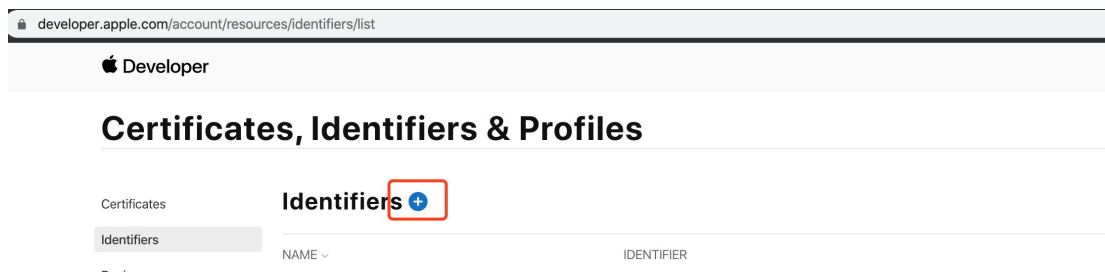 developer.apple.com/account/resources/identifiers/list
Developer
Certificates, Identifiers & Profiles
Certificates
Identifiers
Identifiers
NAME
IDENTIFIER